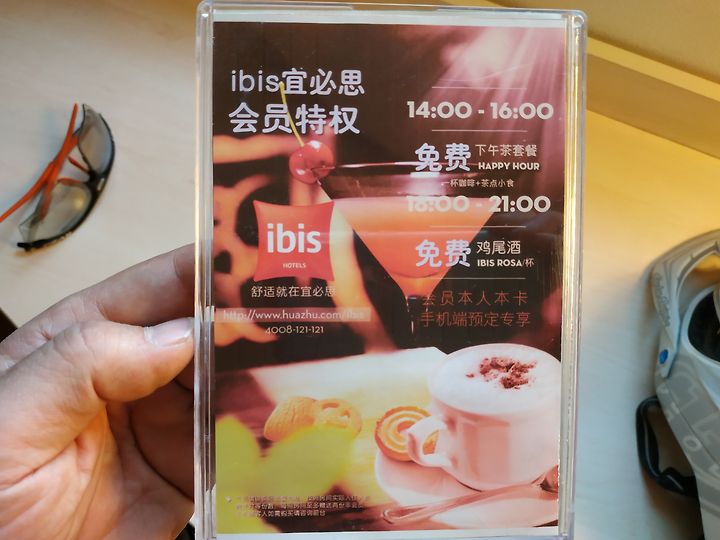 ibis宜必思
会员特权
14:00 - 16:00
免费 下午茶套餐
HAPPY HOUR
一杯咖啡+茶点小食
18:00 - 21:00
免费 鸡尾酒
IBIS ROSA/杯
会员本人本卡
手机端预定专享
ibis
HOTELS
舒适就在宜必思
http://www.huazhu.com/Ibis
4008-121-121